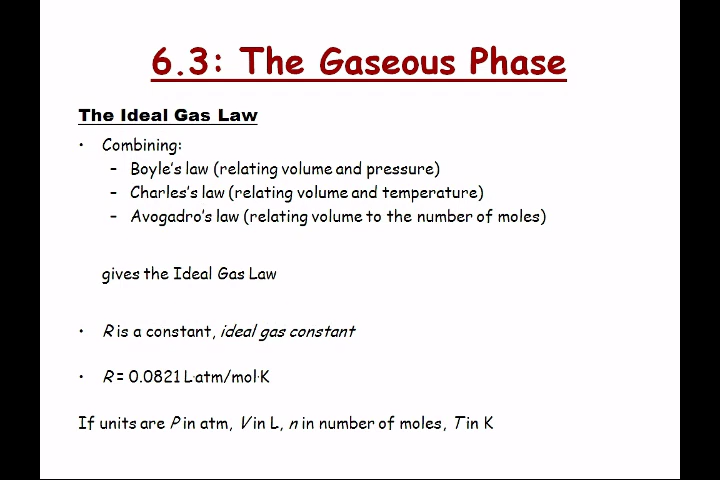 6.3: The Gaseous Phase
The Ideal Gas Law
• Combining:
– Boyle's law (relating volume and pressure)
– Charles's law (relating volume and temperature)
– Avogadro's law (relating volume to the number of moles)
gives the Ideal Gas Law
• R is a constant, ideal gas constant
• R = 0.0821 L·atm/mol·K
If units are P in atm, V in L, n in number of moles, T in K